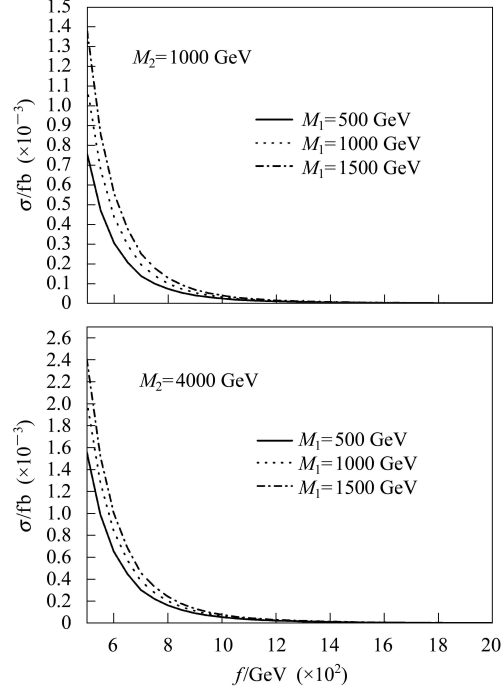 1.5
1.4
1.3
1.2
1.1
1.0
0.9
0.8
0.7
0.6
0.5
0.4
0.3
0.2
0.1
0
σ/fb (×10⁻³)
M₂=1000 GeV
M₁=500 GeV
M₁=1000 GeV
M₁=1500 GeV
2.6
2.4
2.2
2.0
1.8
1.6
1.4
1.2
1.0
0.8
0.6
0.4
0.2
0
σ/fb (×10⁻³)
M₂=4000 GeV
M₁=500 GeV
M₁=1000 GeV
M₁=1500 GeV
6 8 10 12 14 16 18 20
f/GeV (×10²)